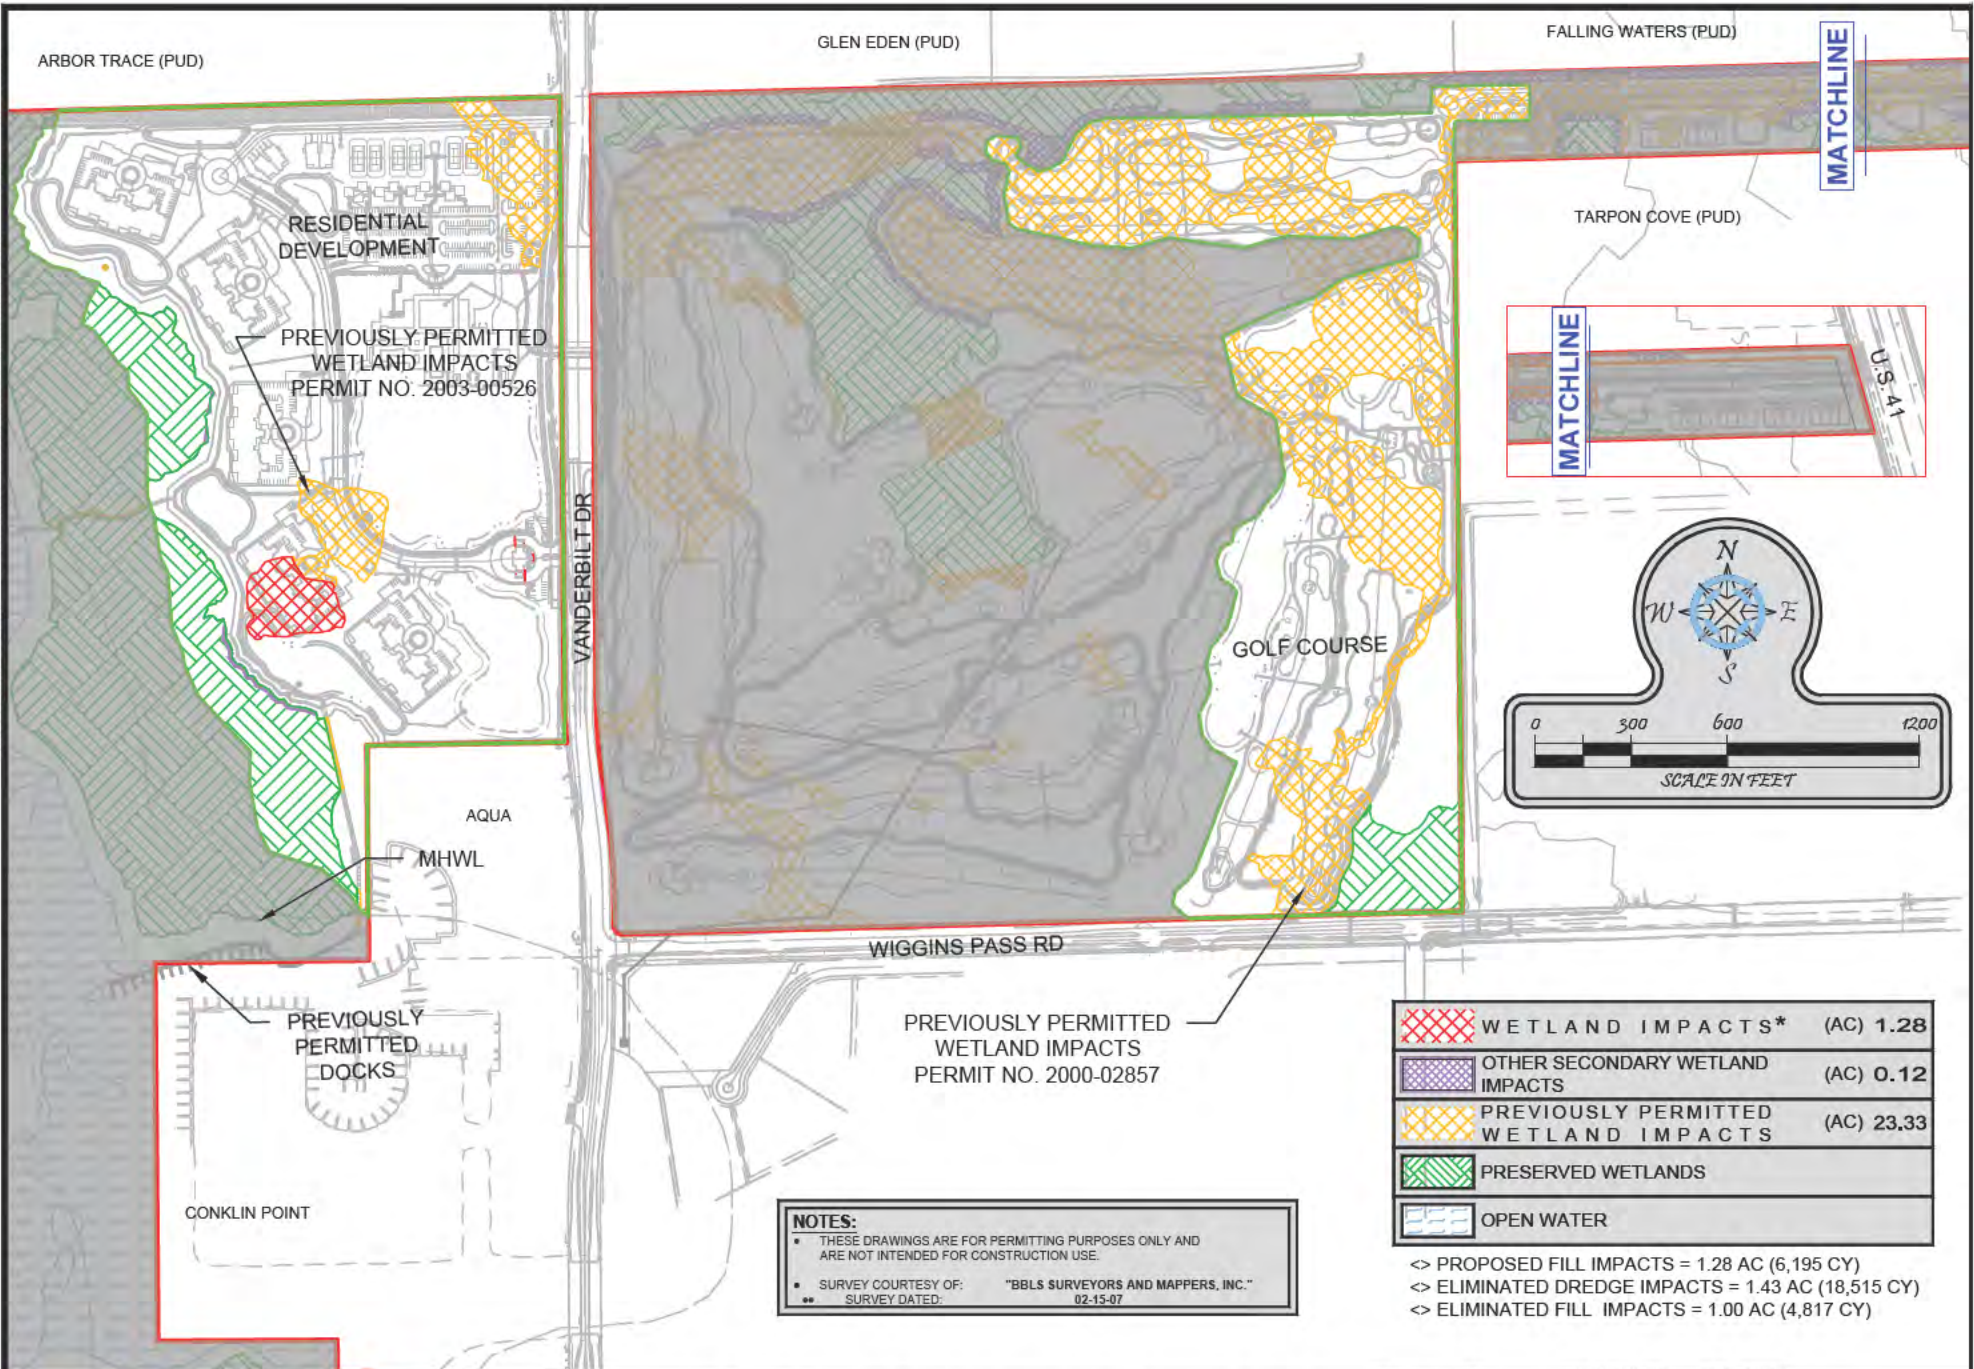 ARBOR TRACE (PUD)
GLEN EDEN (PUD)
FALLING WATERS (PUD)
MATCHLINE
TARPON COVE (PUD)
RESIDENTIAL
DEVELOPMENT
PREVIOUSLY PERMITTED
WETLAND IMPACTS
PERMIT NO. 2003-00526
MATCHLINE
U.S. 41
VANDERBILT DR
GOLF COURSE
N
W
E
S
0 300 600 1200
SCALE IN FEET
AQUA
MHWL
WIGGINS PASS RD
PREVIOUSLY
PERMITTED
DOCKS
PREVIOUSLY PERMITTED
WETLAND IMPACTS
PERMIT NO. 2000-02857
CONKLIN POINT
WETLAND IMPACTS* (AC) 1.28
OTHER SECONDARY WETLAND
IMPACTS (AC) 0.12
PREVIOUSLY PERMITTED
WETLAND IMPACTS (AC) 23.33
PRESERVED WETLANDS
OPEN WATER
<> PROPOSED FILL IMPACTS = 1.28 AC (6,195 CY)
<> ELIMINATED DREDGE IMPACTS = 1.43 AC (18,515 CY)
<> ELIMINATED FILL IMPACTS = 1.00 AC (4,817 CY)
NOTES:
• THESE DRAWINGS ARE FOR PERMITTING PURPOSES ONLY AND
ARE NOT INTENDED FOR CONSTRUCTION USE.
• SURVEY COURTESY OF: "BBLS SURVEYORS AND MAPPERS, INC."
•• SURVEY DATED: 02-15-07